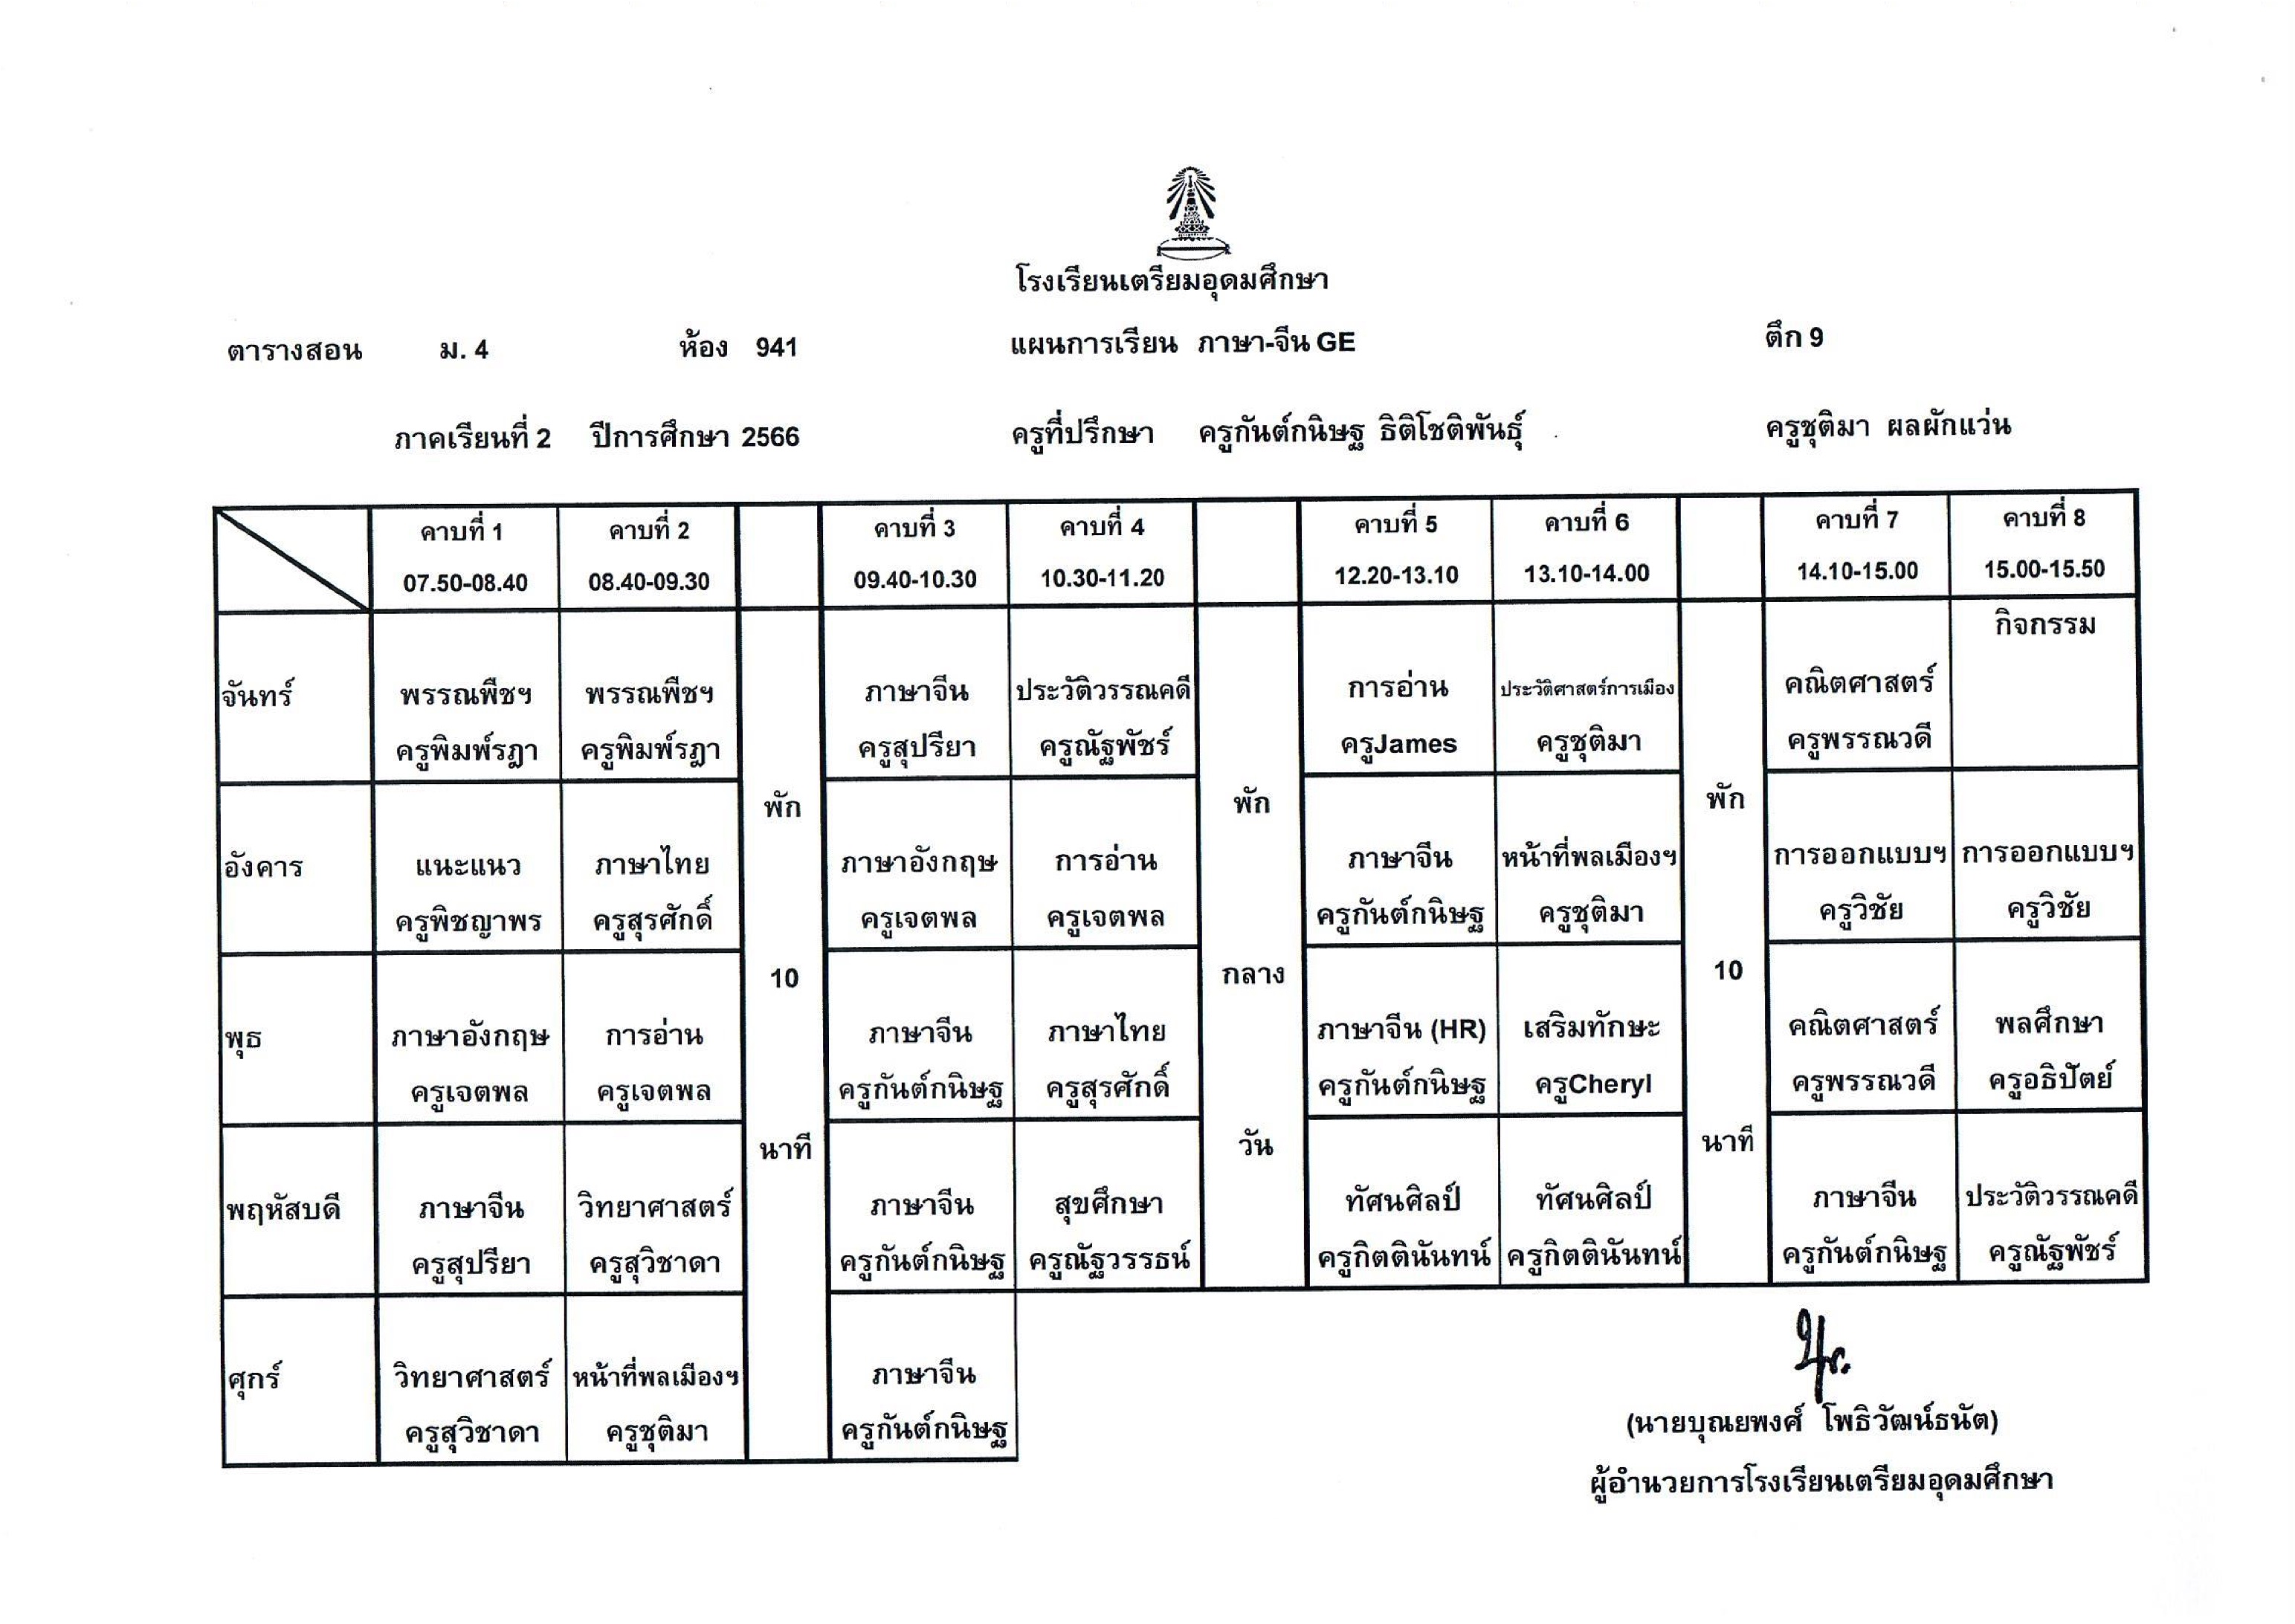 โรงเรียนเตรียมอุดมศึกษา
ตารางสอน ม. 4 ห้อง 941 แผนการเรียน ภาษา-จีน GE ตึก 9
ภาคเรียนที่ 2 ปีการศึกษา 2566 ครูที่ปรึกษา ครูกันต์กนิษฐ ธิติโชติพันธุ์ ครูชุติมา ผลผักแว่น
คาบที่ 1 คาบที่ 2 คาบที่ 3 คาบที่ 4 คาบที่ 5 คาบที่ 6 คาบที่ 7 คาบที่ 8
07.50-08.40 08.40-09.30 09.40-10.30 10.30-11.20 12.20-13.10 13.10-14.00 14.10-15.00 15.00-15.50
กิจกรรม
จันทร์ พรรณพืชฯ พรรณพืชฯ ภาษาจีน ประวัติวรรณคดี การอ่าน ประวัติศาสตร์การเมือง คณิตศาสตร์
ครูพิมพ์รฎา ครูพิมพ์รฎา ครูสุปรียา ครูณัฐพัชร์ ครูJames ครูชุติมา ครูพรรณวดี
พัก พัก พัก
อังคาร แนะแนว ภาษาไทย ภาษาอังกฤษ การอ่าน ภาษาจีน หน้าที่พลเมืองฯ การออกแบบฯ การออกแบบฯ
ครูพิชญาพร ครูสุรศักดิ์ ครูเจตพล ครูเจตพล ครูกันต์กนิษฐ ครูชุติมา ครูวิชัย ครูวิชัย
10 กลาง 10
พุธ ภาษาอังกฤษ การอ่าน ภาษาจีน ภาษาไทย ภาษาจีน (HR) เสริมทักษะ คณิตศาสตร์ พลศึกษา
ครูเจตพล ครูเจตพล ครูกันต์กนิษฐ ครูสุรศักดิ์ ครูกันต์กนิษฐ ครูCheryl ครูพรรณวดี ครูอธิปัตย์
นาที วัน นาที
พฤหัสบดี ภาษาจีน วิทยาศาสตร์ ภาษาจีน สุขศึกษา ทัศนศิลป์ ทัศนศิลป์ ภาษาจีน ประวัติวรรณคดี
ครูสุปรียา ครูสุวิชาดา ครูกันต์กนิษฐ ครูณัฐวรรธน์ ครูกิตตินันทน์ ครูกิตตินันทน์ ครูกันต์กนิษฐ ครูณัฐพัชร์
ศุกร์ วิทยาศาสตร์ หน้าที่พลเมืองฯ ภาษาจีน
ครูสุวิชาดา ครูชุติมา ครูกันต์กนิษฐ
(นายบุณยพงศ์ โพธิวัฒน์ธนัต)
ผู้อำนวยการโรงเรียนเตรียมอุดมศึกษา